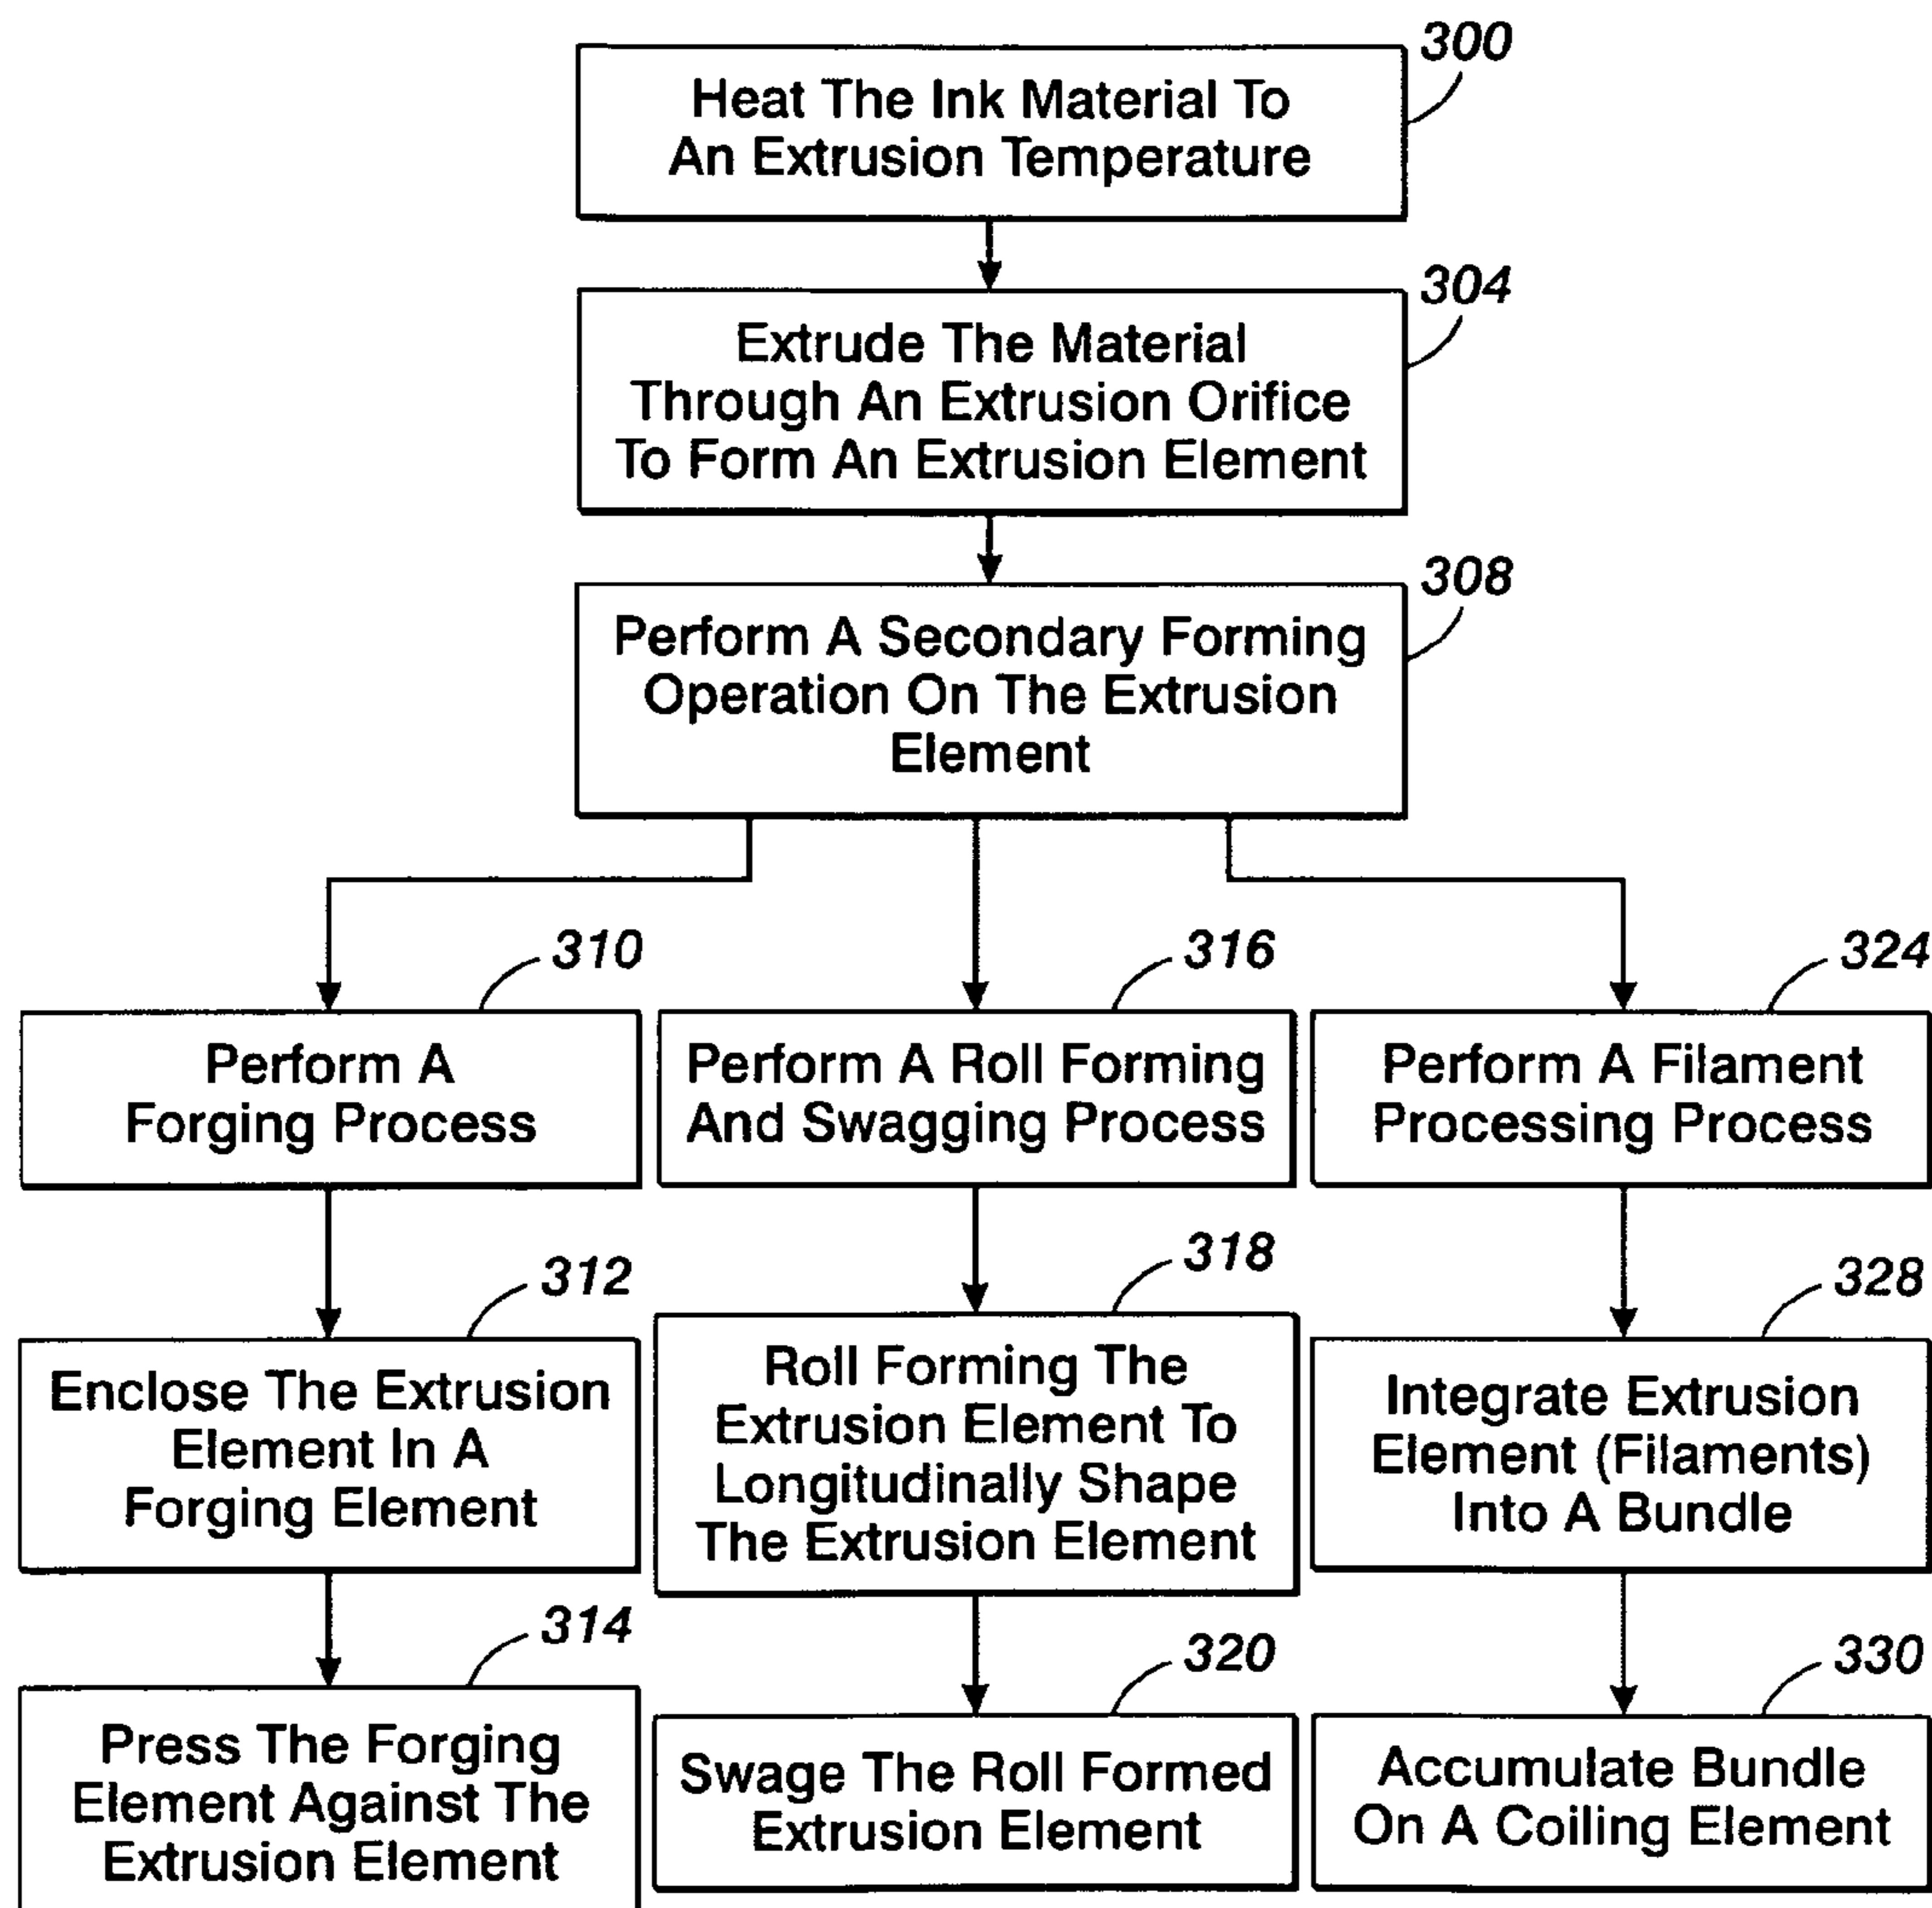 300
Heat The Ink Material To
An Extrusion Temperature
304
Extrude The Material
Through An Extrusion Orifice
To Form An Extrusion Element
308
Perform A Secondary Forming
Operation On The Extrusion
Element
310
Perform A
Forging Process
312
Enclose The Extrusion
Element In A
Forging Element
314
Press The Forging
Element Against The
Extrusion Element
316
Perform A Roll Forming
And Swagging Process
318
Roll Forming The
Extrusion Element To
Longitudinally Shape
The Extrusion Element
320
Swage The Roll Formed
Extrusion Element
324
Perform A Filament
Processing Process
328
Integrate Extrusion
Element (Filaments)
Into A Bundle
330
Accumulate Bundle
On A Coiling Element